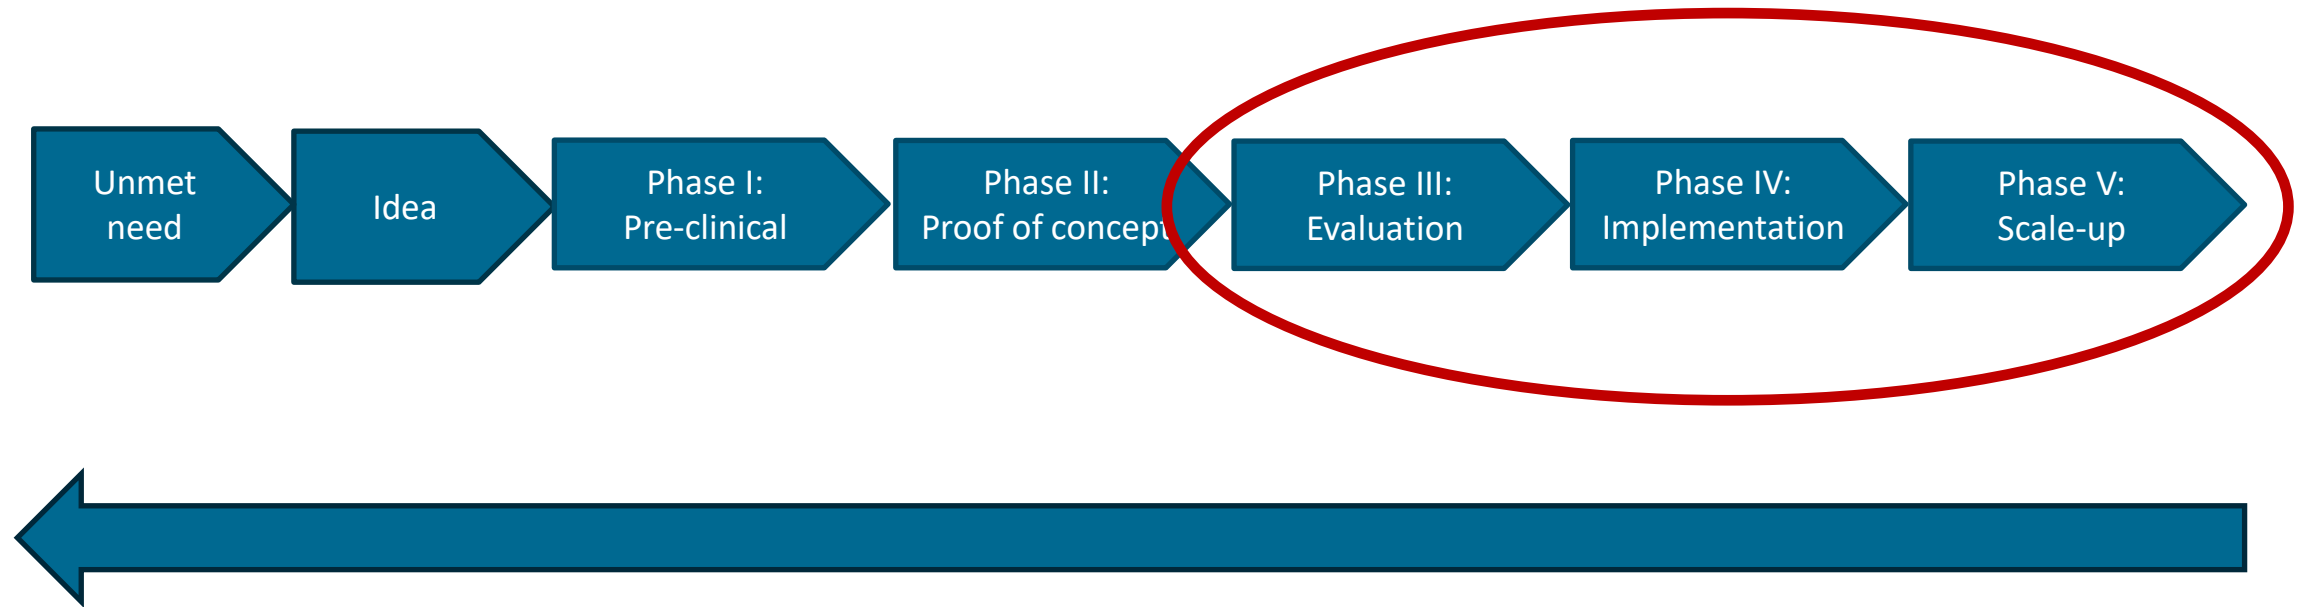 Unmet
need
Idea
Phase I:
Pre-clinical
Phase II:
Proof of concept
Phase III:
Evaluation
Phase IV:
Implementation
Phase V:
Scale-up